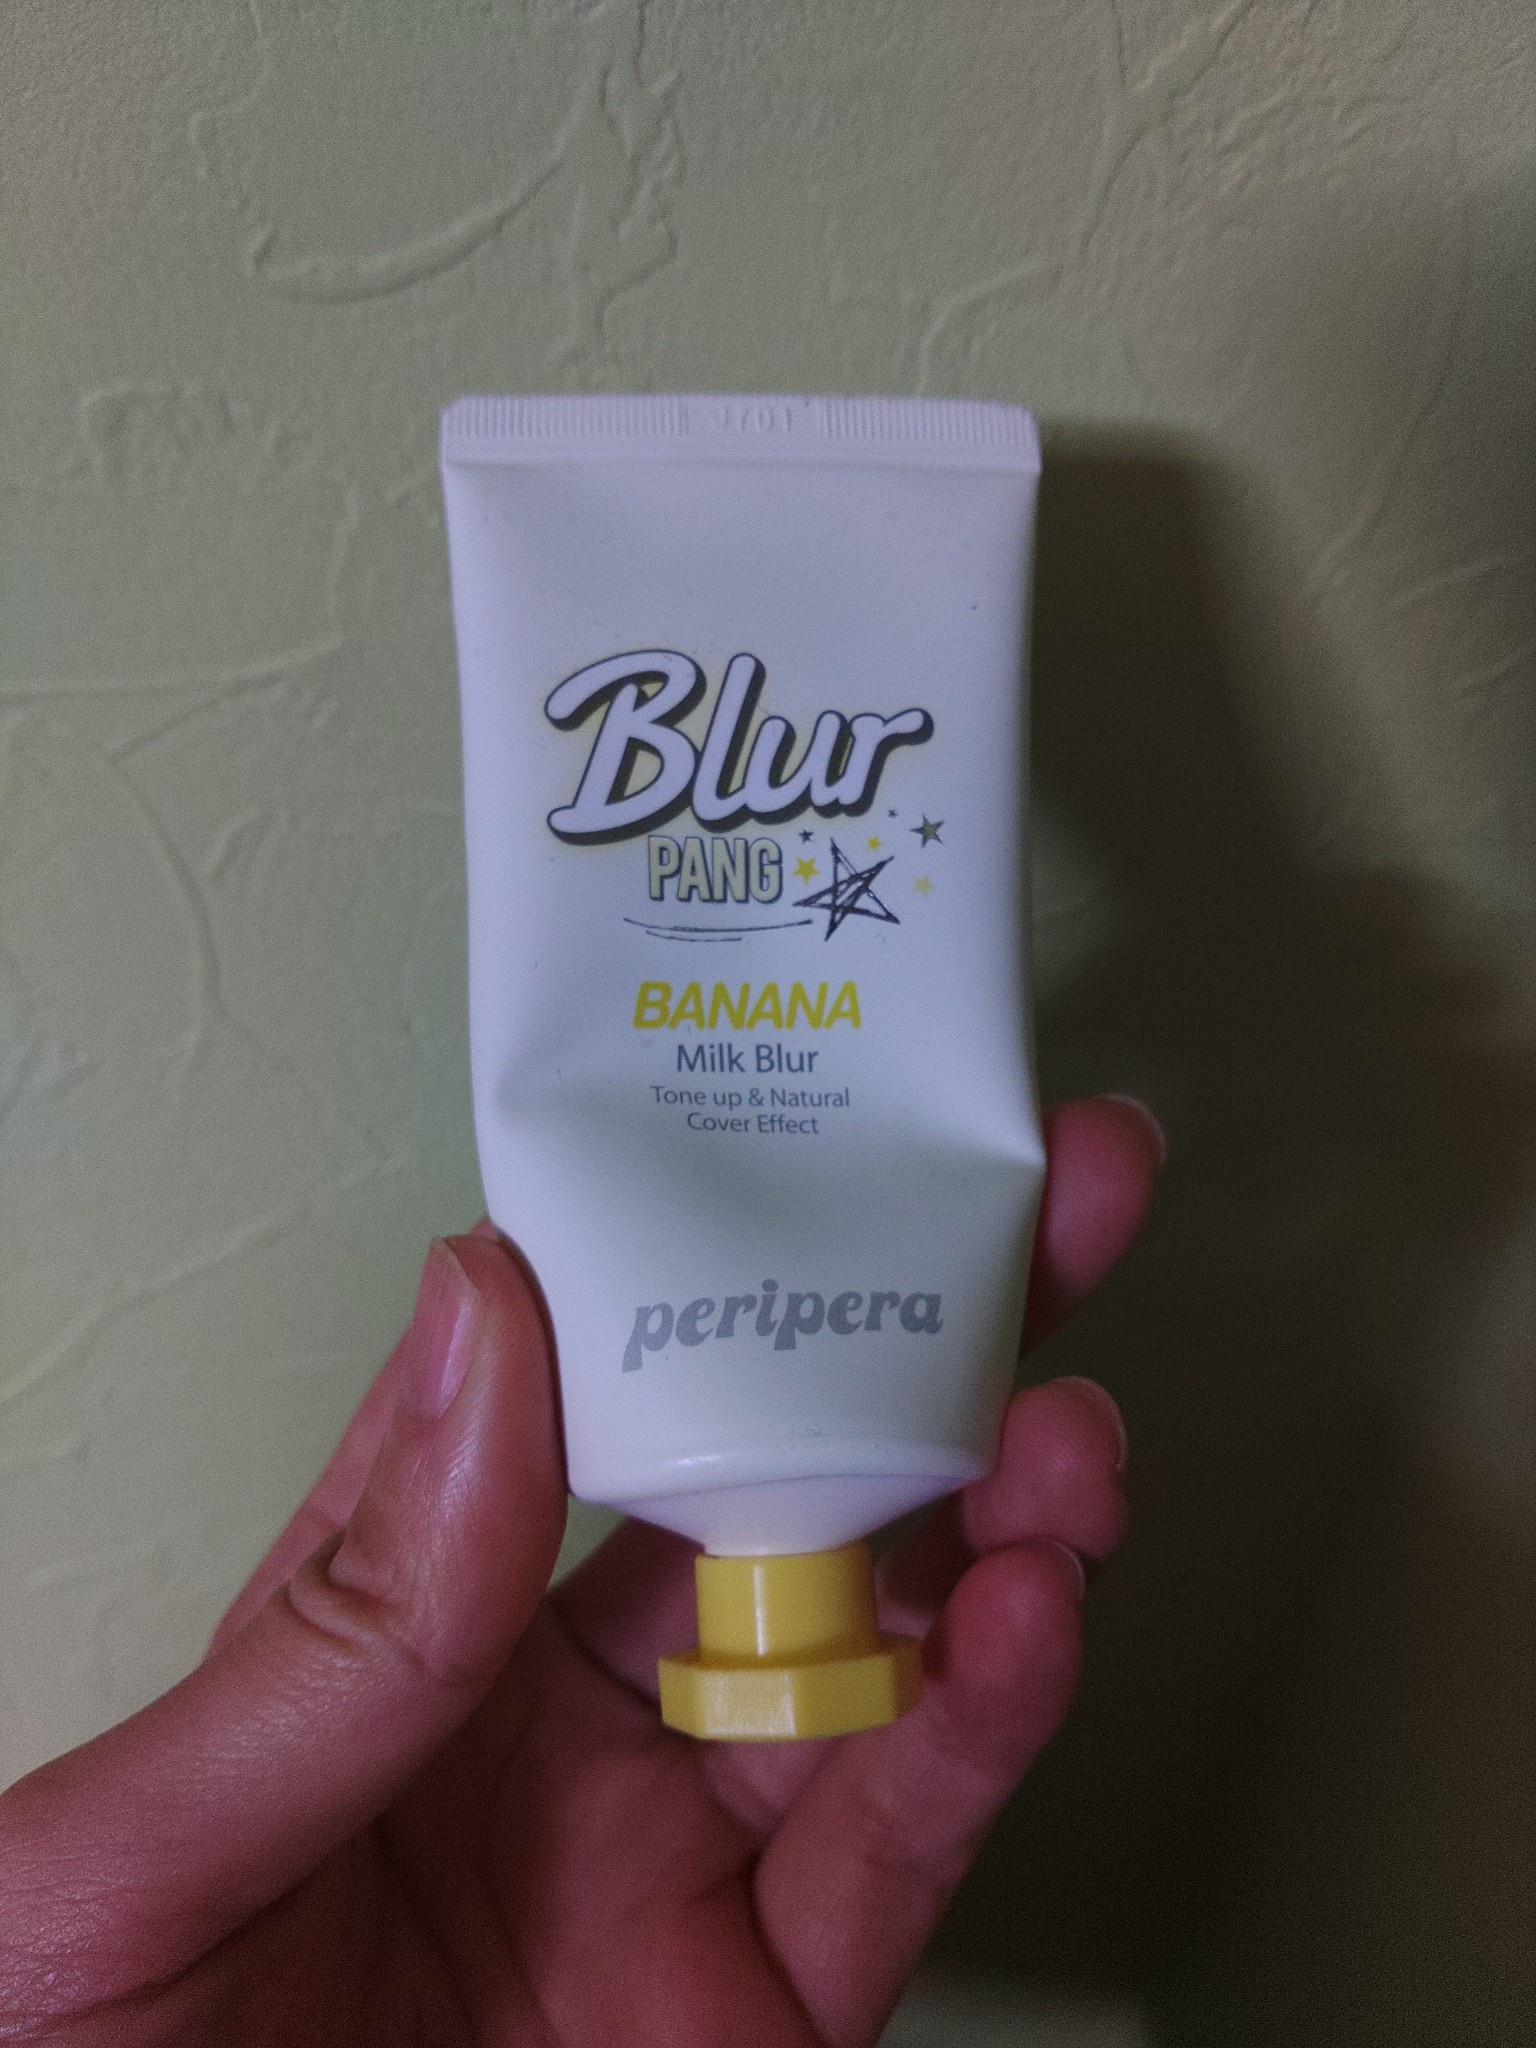 Blur
PANG
BANANA
Milk Blur
Tone up & Natural
Cover Effect
peripera